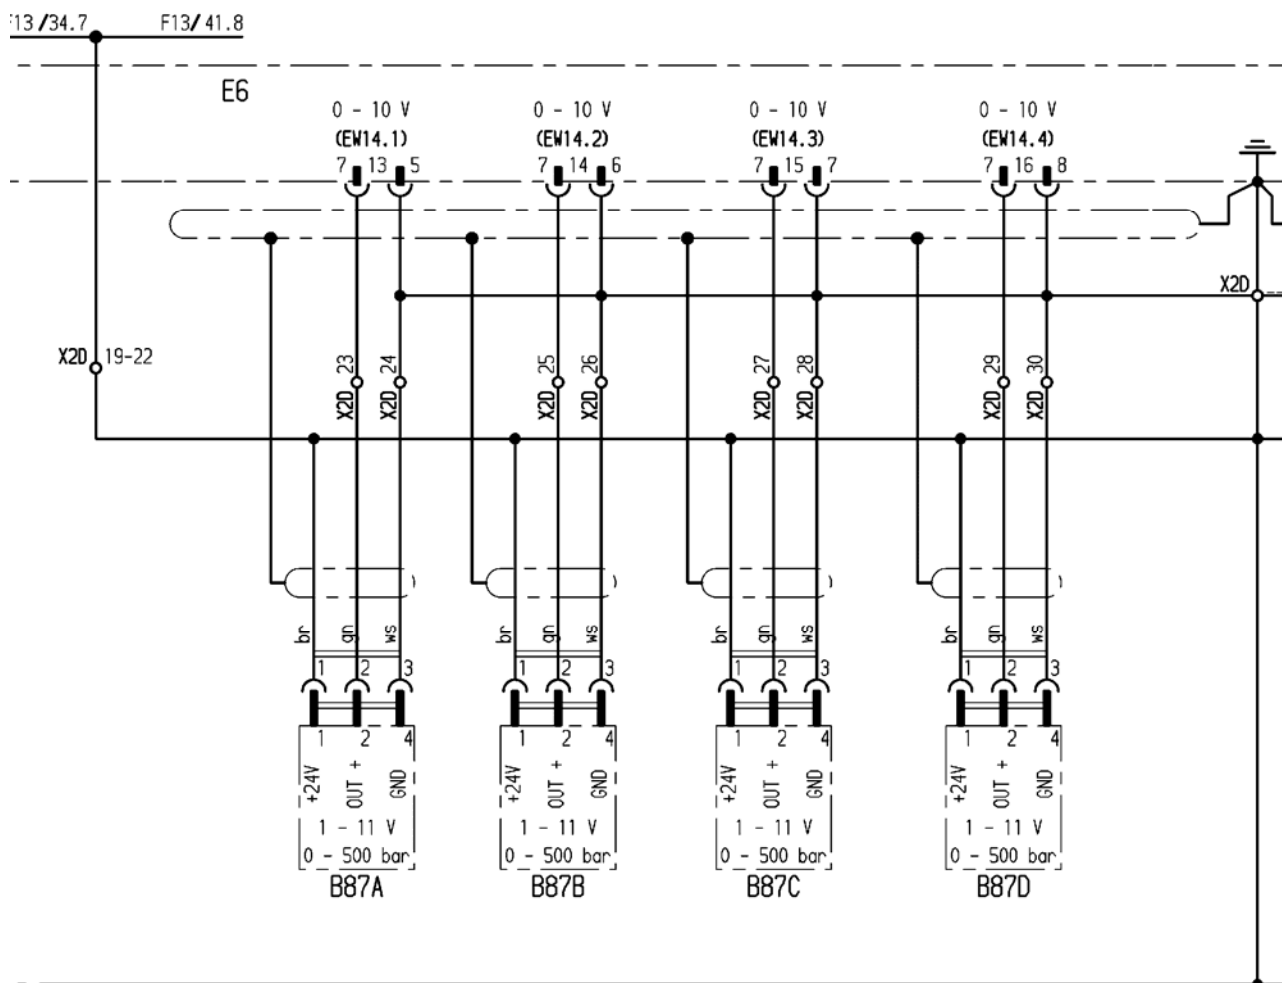 F13/34.7 F13/41.8
E6
0 - 10 V 0 - 10 V 0 - 10 V 0 - 10 V
(EW14.1) (EW14.2) (EW14.3) (EW14.4)
7 13 5 7 14 6 7 15 7 7 16 8
X2D
X2D 19-22
23 24 25 26 27 28 29 30
X2D X2D X2D X2D X2D X2D X2D X2D
br gn ws br gn ws br gn ws br gn ws
1 2 3 1 2 3 1 2 3 1 2 3
1 2 4 1 2 4 1 2 4 1 2 4
+24V OUT + GND +24V OUT + GND +24V OUT + GND +24V OUT + GND
1 - 11 V 1 - 11 V 1 - 11 V 1 - 11 V
0 - 500 bar 0 - 500 bar 0 - 500 bar 0 - 500 bar
B87A B87B B87C B87D